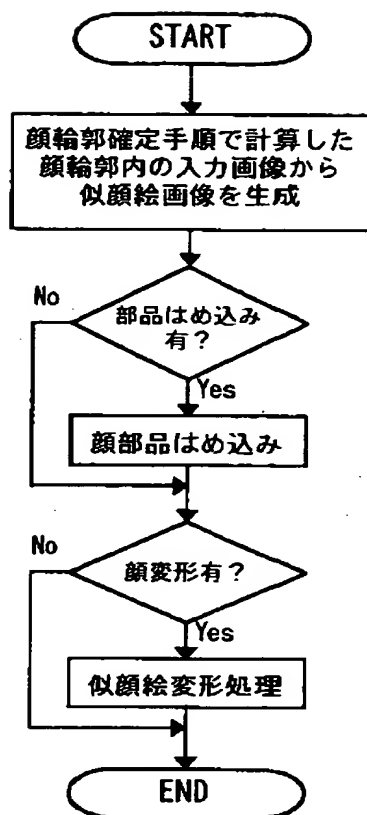 START
顔輪郭確定手順で計算した
顔輪郭内の入力画像から
似顔絵画像を生成
部品はめ込み
有？
No
Yes
顔部品はめ込み
顔変形有？
No
Yes
似顔絵変形処理
END